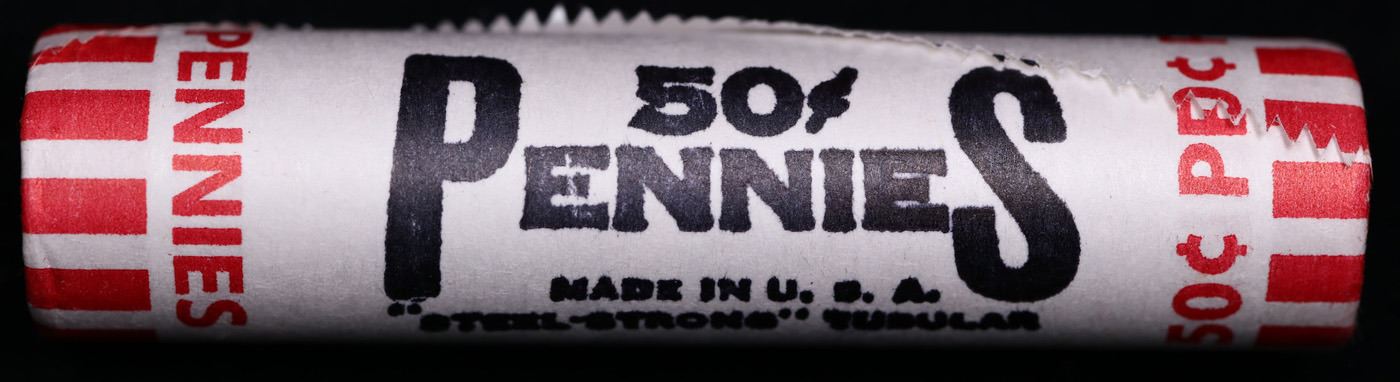 PENNIES
50¢
PENNIES
MADE IN U. S. A.
"STEEL-STRONG" TUBULAR
50¢ PE